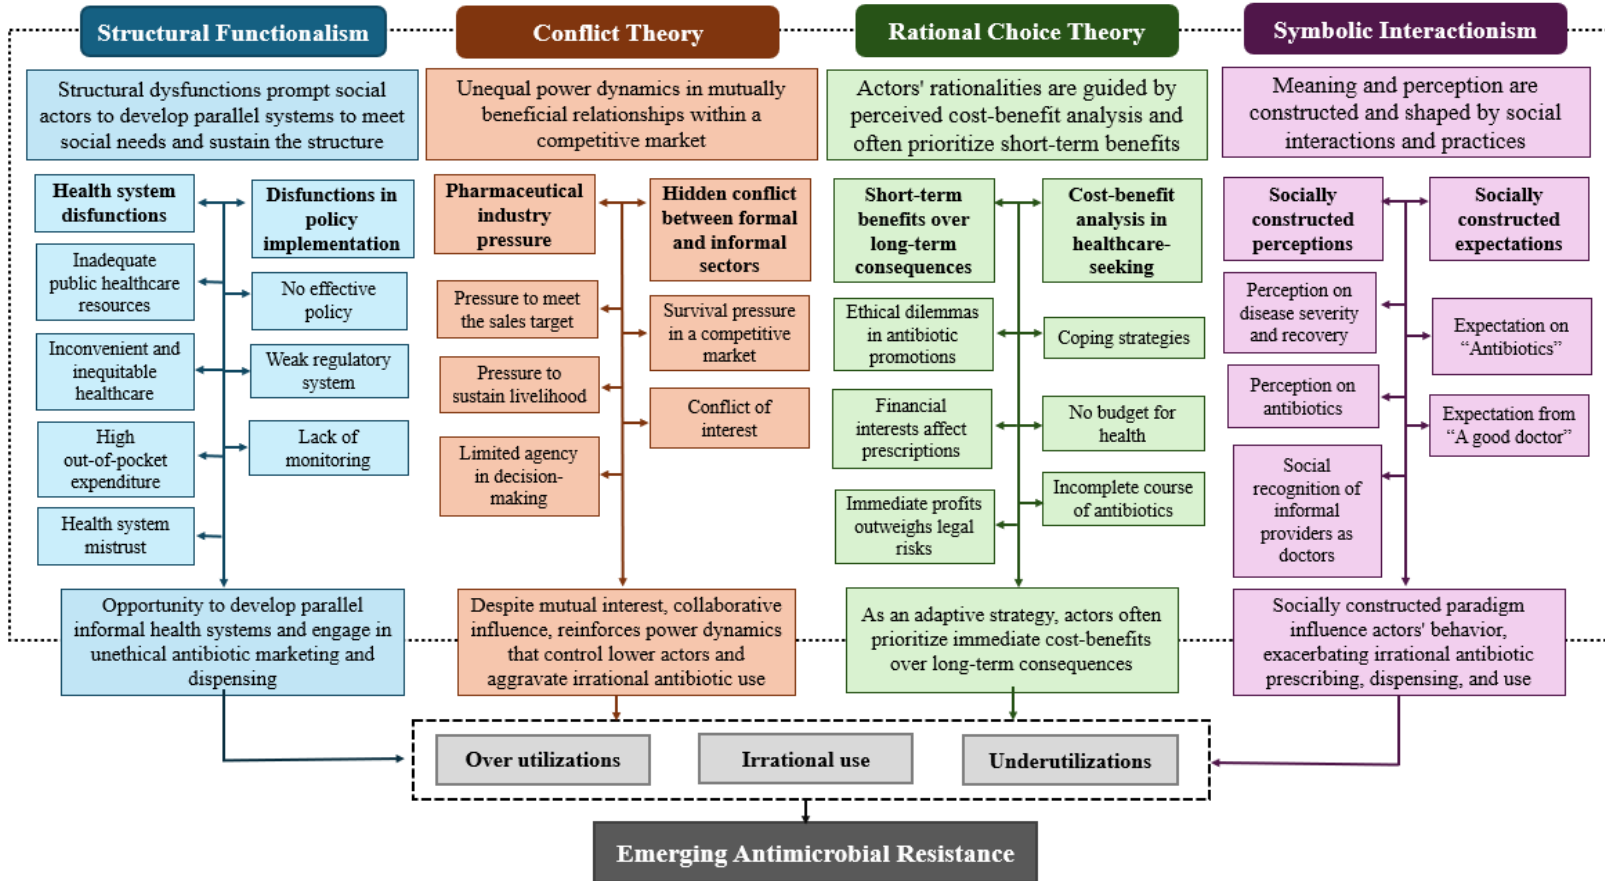 Structural Functionalism
Structural dysfunctions prompt social
actors to develop parallel systems to meet
social needs and sustain the structure
Health system
disfunctions
Disfunctions in
policy
implementation
Inadequate
public healthcare
resources
No effective
policy
Inconvenient and
inequitable
healthcare
Weak regulatory
system
High
out-of-pocket
expenditure
Lack of
monitoring
Health system
mistrust
Opportunity to develop parallel
informal health systems and engage in
unethical antibiotic marketing and
dispensing
Conflict Theory
Unequal power dynamics in mutually
beneficial relationships within a
competitive market
Pharmaceutical
industry
pressure
Hidden conflict
between formal
and informal
sectors
Pressure to meet
the sales target
Survival pressure
in a competitive
market
Pressure to
sustain livelihood
Conflict of
interest
Limited agency
in decision-
making
Despite mutual interest, collaborative
influence, reinforces power dynamics
that control lower actors and
aggravate irrational antibiotic use
Rational Choice Theory
Actors' rationalities are guided by
perceived cost-benefit analysis and
often prioritize short-term benefits
Short-term
benefits over
long-term
consequences
Cost-benefit
analysis in
healthcare-
seeking
Ethical dilemmas
in antibiotic
promotions
Coping strategies
Financial
interests affect
prescriptions
No budget for
health
Immediate profits
outweighs legal
risks
Incomplete course
of antibiotics
As an adaptive strategy, actors often
prioritize immediate cost-benefits
over long-term consequences
Symbolic Interactionism
Meaning and perception are
constructed and shaped by social
interactions and practices
Socially
constructed
perceptions
Socially
constructed
expectations
Perception on
disease severity
and recovery
Expectation on
“Antibiotics”
Perception on
antibiotics
Expectation from
“A good doctor”
Social
recognition of
informal
providers as
doctors
Socially constructed paradigm
influence actors' behavior,
exacerbating irrational antibiotic
prescribing, dispensing, and use
Over utilizations
Irrational use
Underutilizations
Emerging Antimicrobial Resistance